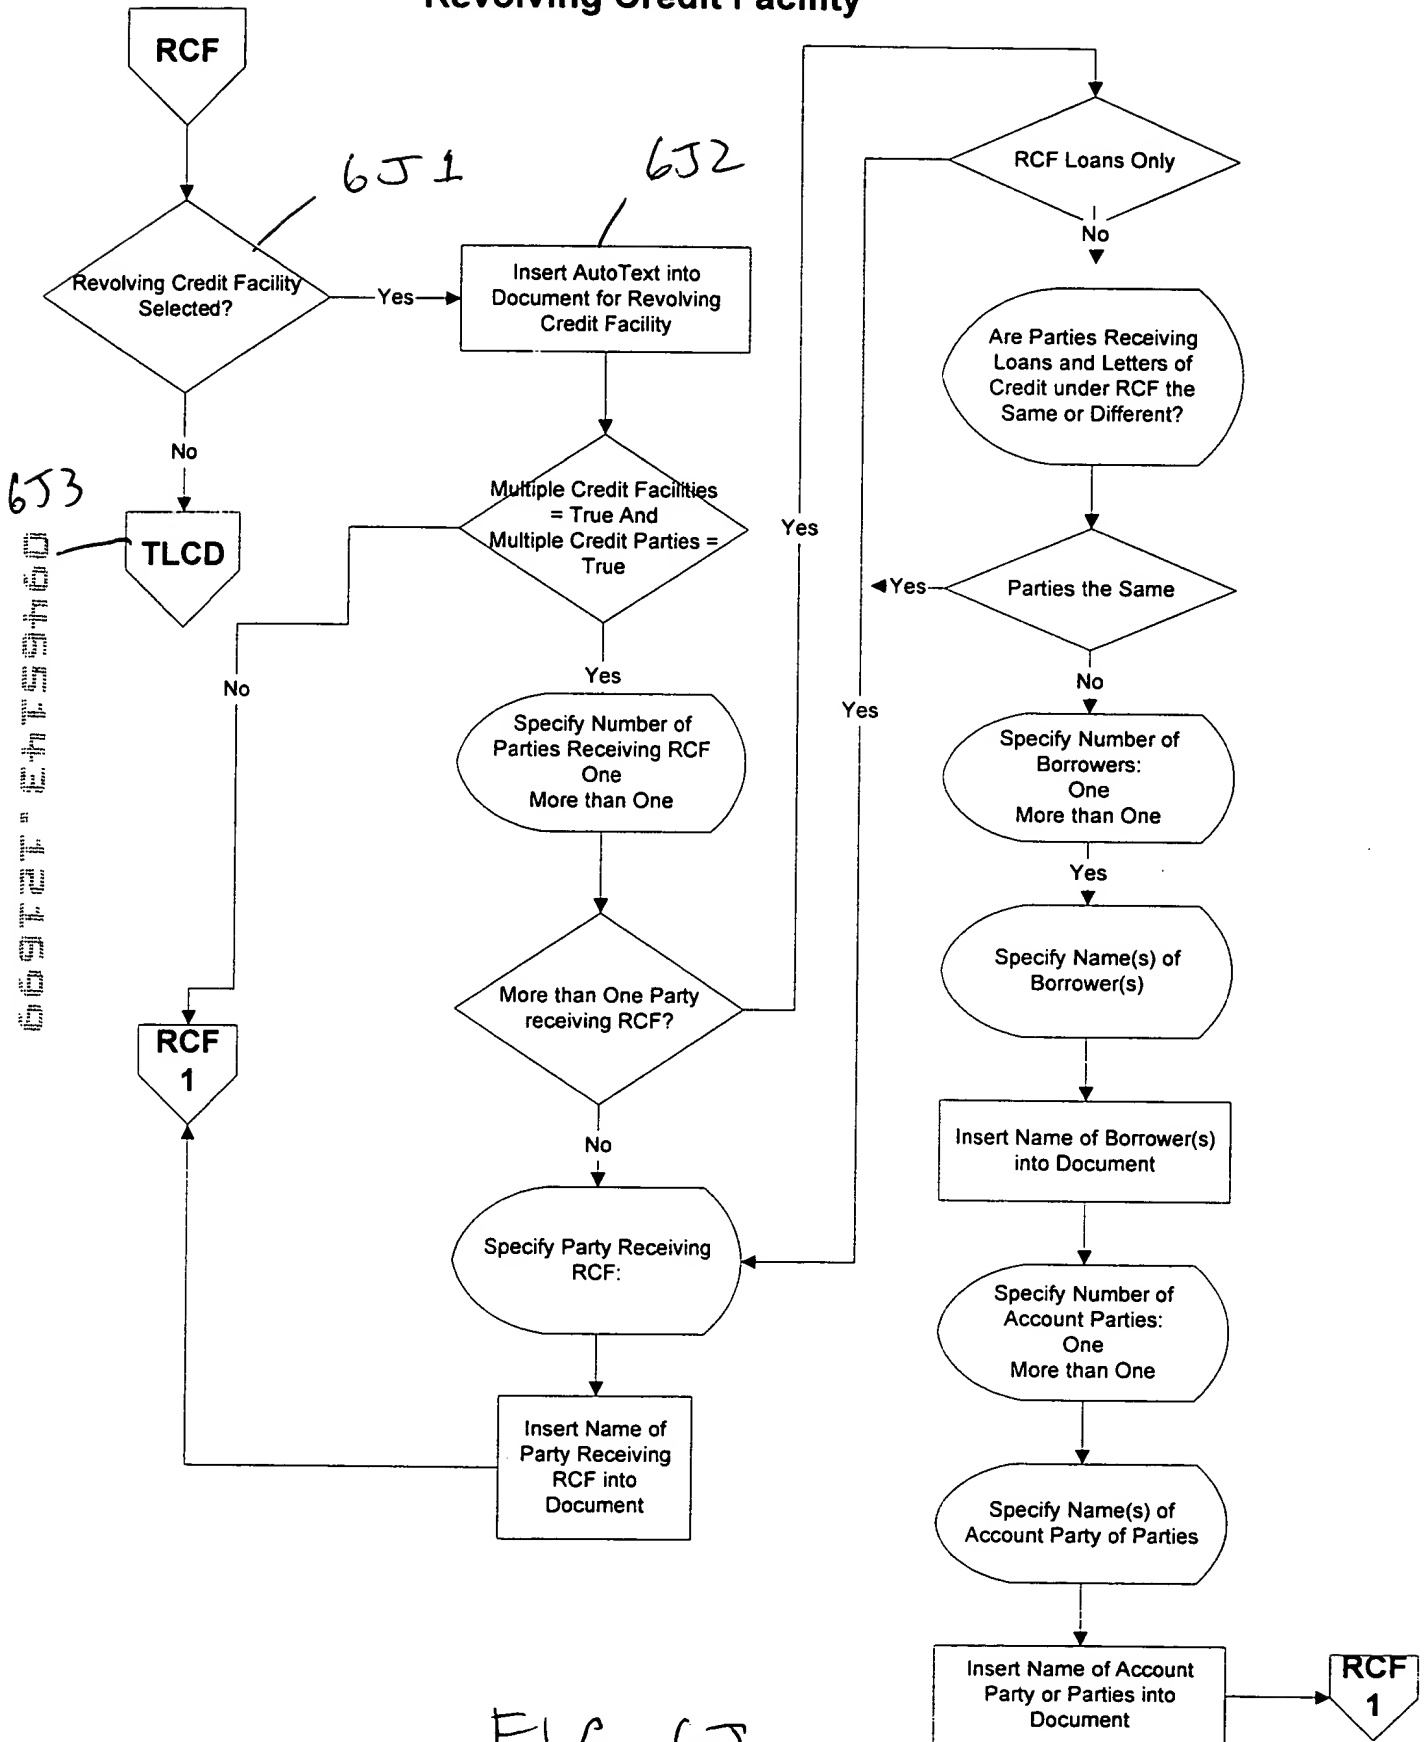 Revolving Credit Facility
RCF
6J1
6J2
Revolving Credit Facility
Selected?
Yes
Insert AutoText into
Document for Revolving
Credit Facility
No
6J3
TLCD
Multiple Credit Facilities
= True And
Multiple Credit Parties =
True
No
Yes
Specify Number of
Parties Receiving RCF
One
More than One
More than One Party
receiving RCF?
Yes
No
RCF
1
Specify Party Receiving
RCF:
Insert Name of
Party Receiving
RCF into
Document
RCF Loans Only
Yes
No
Are Parties Receiving
Loans and Letters of
Credit under RCF the
Same or Different?
Parties the Same
Yes
No
Specify Number of
Borrowers:
One
More than One
Yes
Specify Name(s) of
Borrower(s)
Insert Name of Borrower(s)
into Document
Specify Number of
Account Parties:
One
More than One
Specify Name(s) of
Account Party of Parties
Insert Name of Account
Party or Parties into
Document
RCF
1
FIG. 6J
09465143.121699